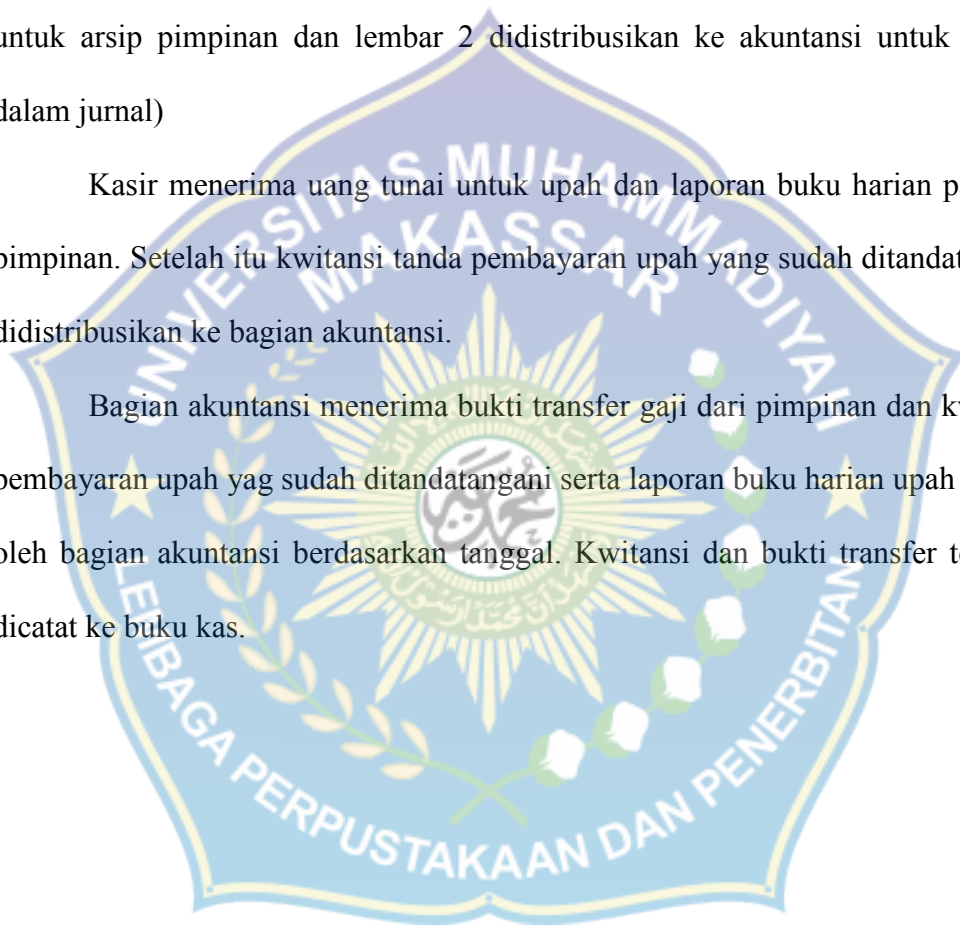 untuk arsip pimpinan dan lembar 2 didistribusikan ke akuntansi untuk
dalam jurnal)
Kasir menerima uang tunai untuk upah dan laporan buku harian p
pimpinan. Setelah itu kwitansi tanda pembayaran upah yang sudah ditandat
didistribusikan ke bagian akuntansi.
Bagian akuntansi menerima bukti transfer gaji dari pimpinan dan kv
pembayaran upah yag sudah ditandatangani serta laporan buku harian upah
oleh bagian akuntansi berdasarkan tanggal. Kwitansi dan bukti transfer te
dicatat ke buku kas.
UNIVERSITAS MUHAMMADIYAH
MAKASSAR
LEMBAGA PERPUSTAKAAN DAN PENERBITAN